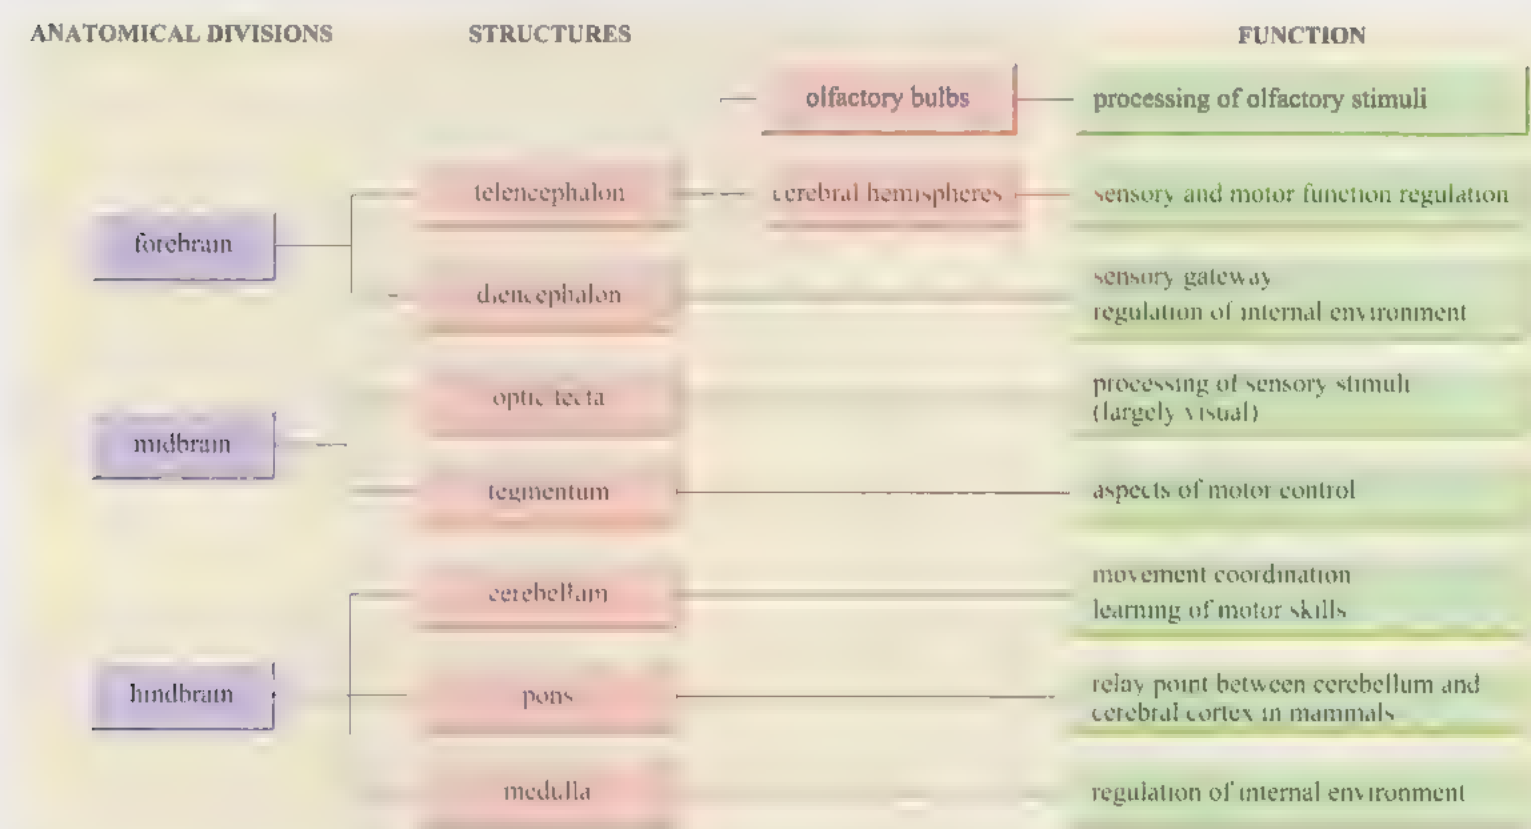 ANATOMICAL DIVISIONS
STRUCTURES
FUNCTION
olfactory bulbs
processing of olfactory stimuli
telencephalon
cerebral hemispheres
sensory and motor function regulation
forebrain
diencephalon
sensory gateway
regulation of internal environment
optic tecta
processing of sensory stimuli
(largely visual)
midbrain
tegmentum
aspects of motor control
cerebellum
movement coordination
learning of motor skills
hindbrain
pons
relay point between cerebellum and
cerebral cortex in mammals
medulla
regulation of internal environment